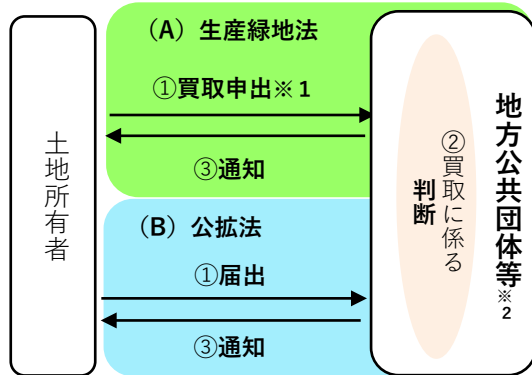 （A）生産緑地法
①買取申出※1
③通知
土地所有者
（B）公拡法
①届出
③通知
②買取に係る
判断
地方公共団体等※2